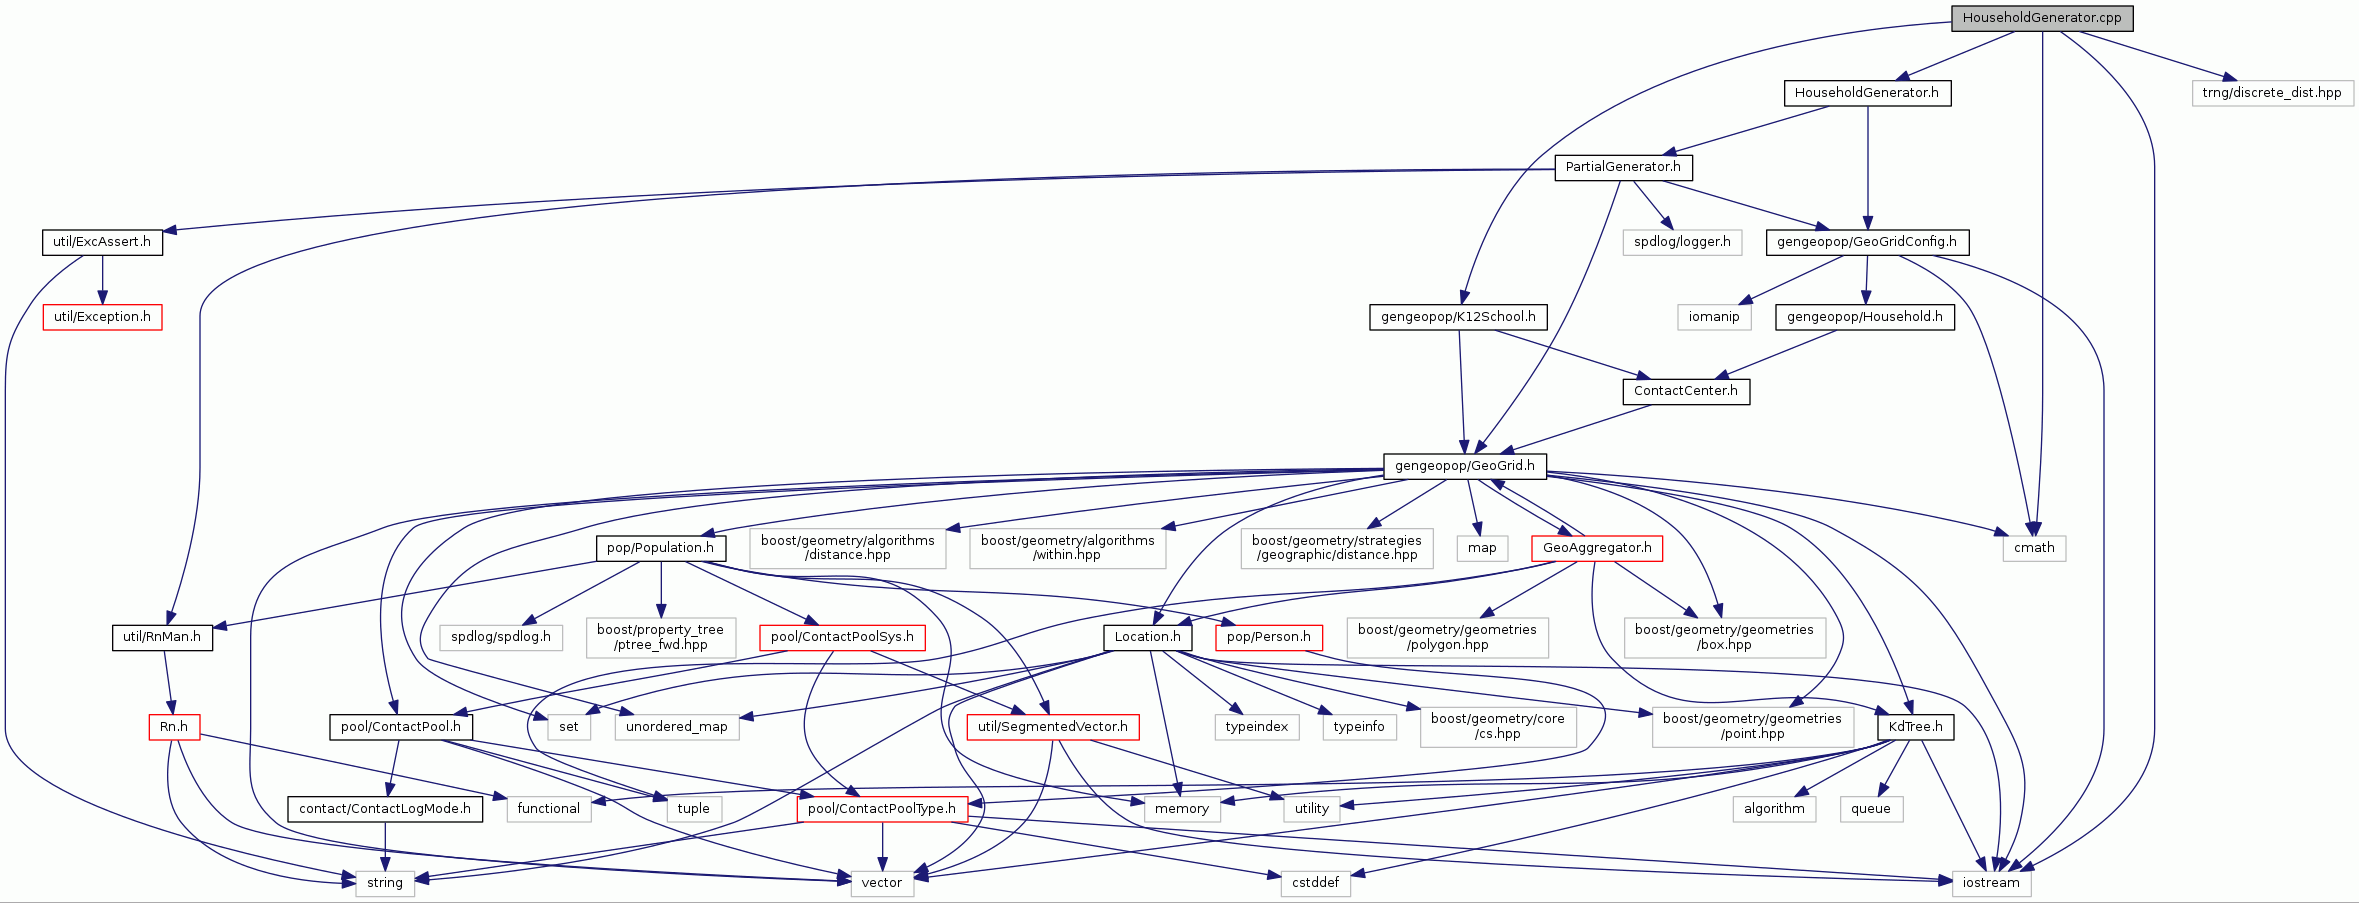 HouseholdGenerator.cpp
HouseholdGenerator.h
trng/discrete_dist.hpp
PartialGenerator.h
util/ExcAssert.h
spdlog/logger.h
gengeopop/GeoGridConfig.h
util/Exception.h
gengeopop/K12School.h
iomanip
gengeopop/Household.h
ContactCenter.h
gengeopop/GeoGrid.h
pop/Population.h
boost/geometry/algorithms
/distance.hpp
boost/geometry/algorithms
/within.hpp
boost/geometry/strategies
/geographic/distance.hpp
map
GeoAggregator.h
cmath
util/RnMan.h
spdlog/spdlog.h
boost/property_tree
/ptree_fwd.hpp
pool/ContactPoolSys.h
Location.h
pop/Person.h
boost/geometry/geometries
/polygon.hpp
boost/geometry/geometries
/box.hpp
Rn.h
pool/ContactPool.h
set
unordered_map
util/SegmentedVector.h
typeindex
typeinfo
boost/geometry/core
/cs.hpp
boost/geometry/geometries
/point.hpp
KdTree.h
contact/ContactLogMode.h
functional
tuple
pool/ContactPoolType.h
memory
utility
algorithm
queue
string
vector
cstddef
iostream